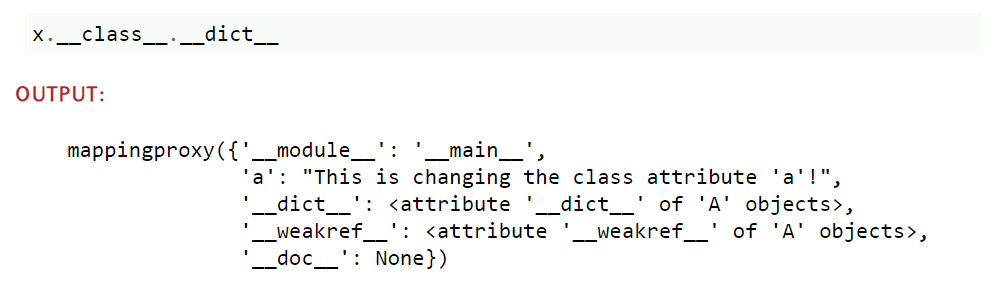 x.__class__.__dict__
OUTPUT:
mappingproxy({'__module__': '__main__',
'a': "This is changing the class attribute 'a'!",
'__dict__': <attribute '__dict__' of 'A' objects>,
'__weakref__': <attribute '__weakref__' of 'A' objects>,
'__doc__': None})